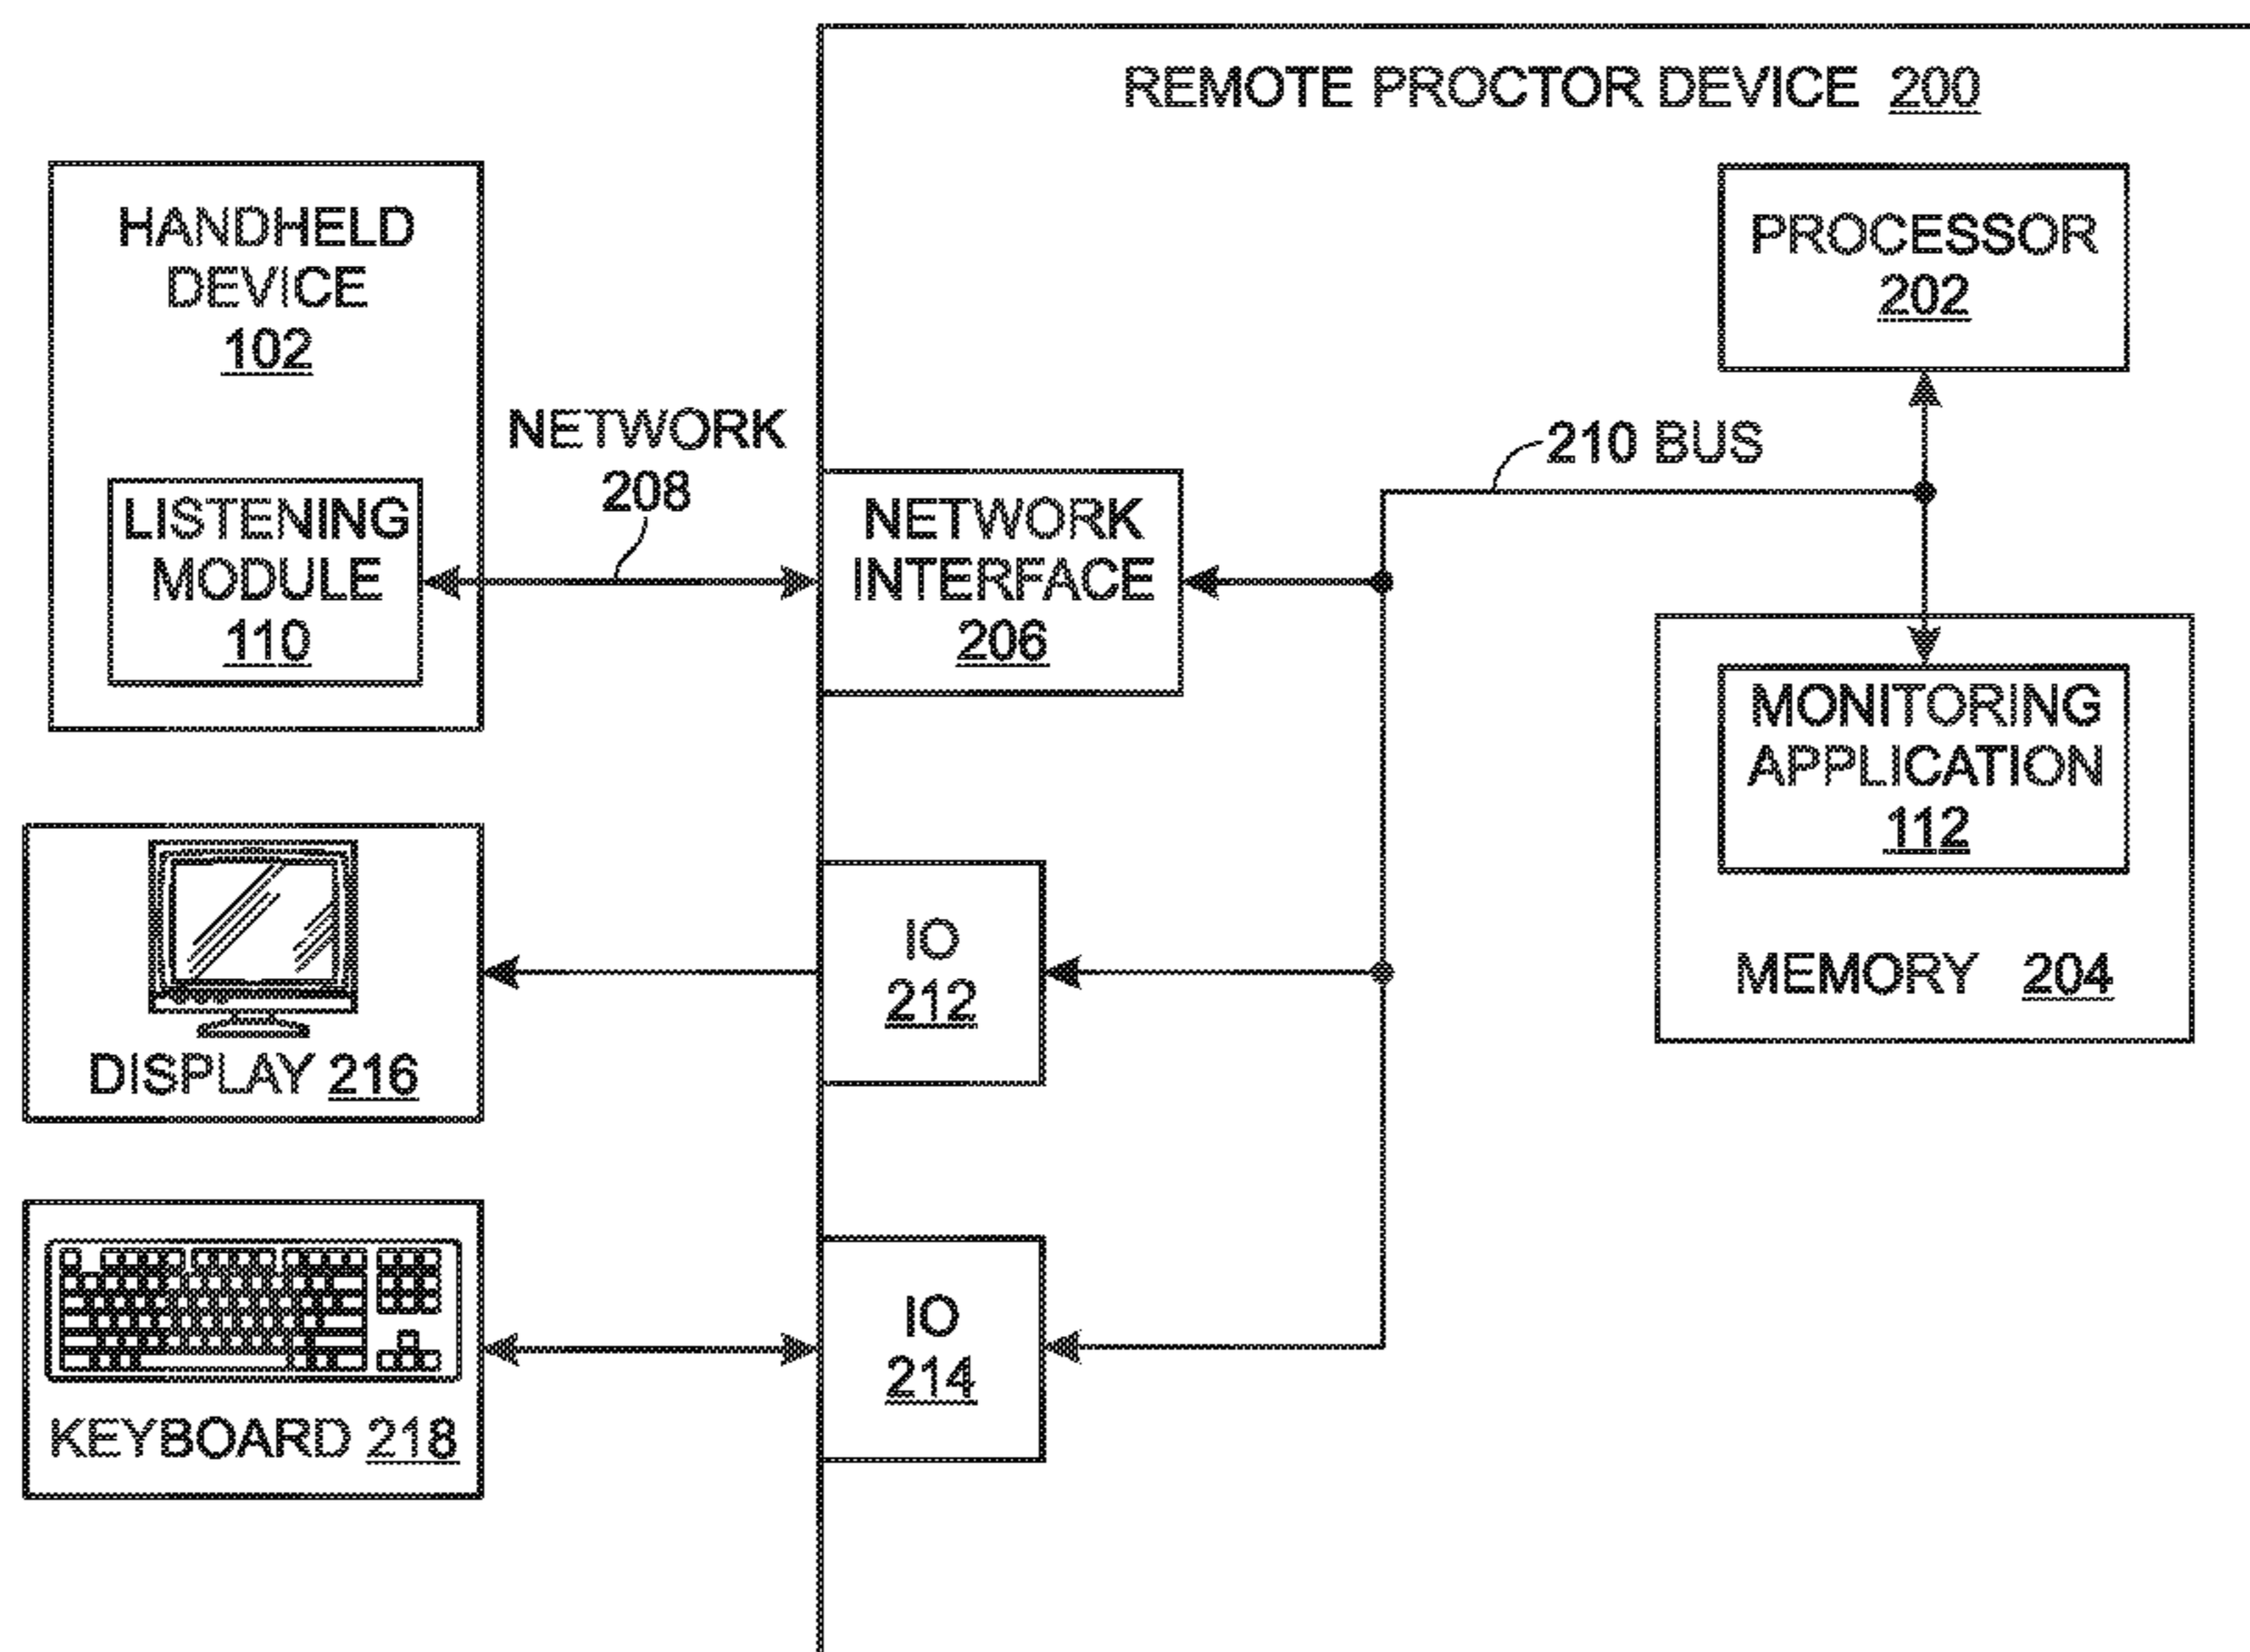 REMOTE PROCTOR DEVICE 200
HANDHELD
DEVICE
102
LISTENING
MODULE
110
NETWORK
208
NETWORK
INTERFACE
206
210 BUS
PROCESSOR
202
MONITORING
APPLICATION
112
MEMORY 204
DISPLAY 216
IO
212
KEYBOARD 218
IO
214